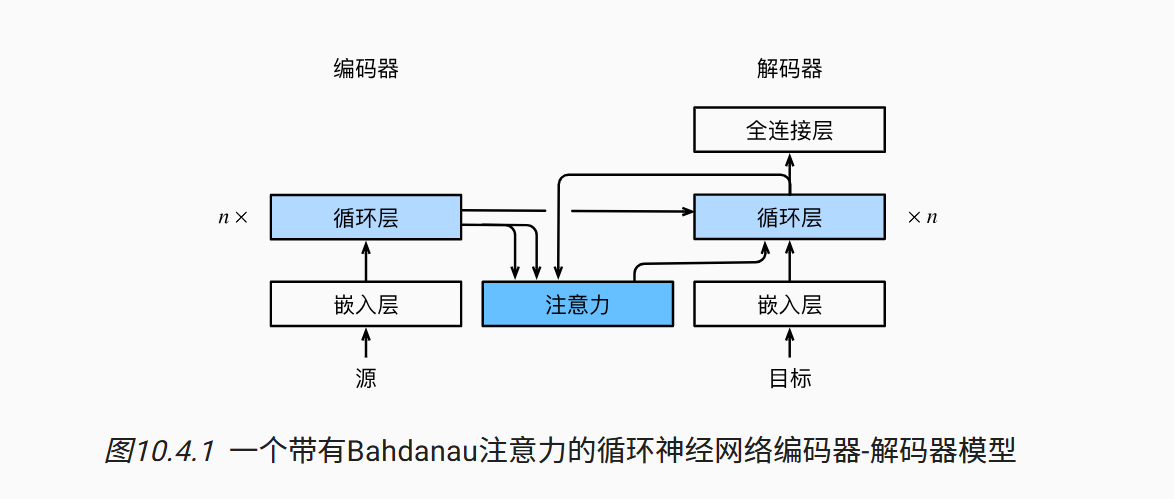 编码器
解码器
全连接层
n ×
循环层
循环层
× n
嵌入层
注意力
嵌入层
源
目标
图10.4.1 一个带有Bahdanau注意力的循环神经网络编码器-解码器模型